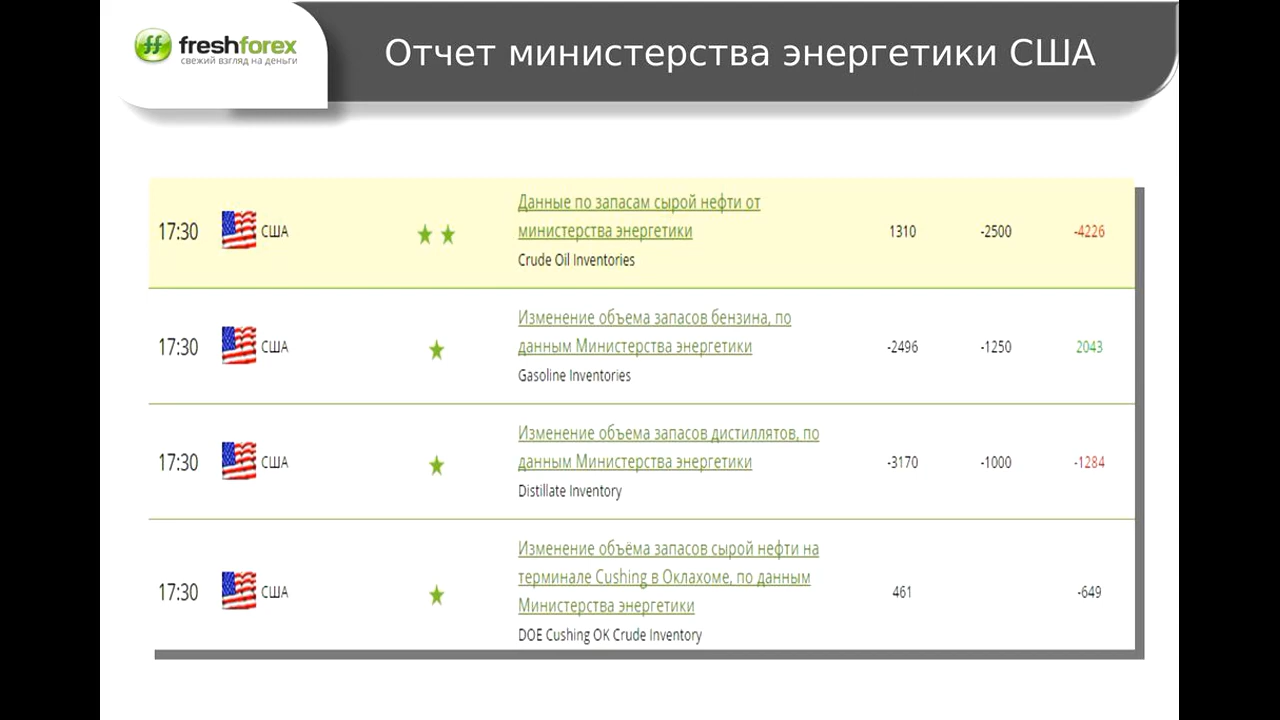 freshforex
свежий взгляд на деньги
Отчет министерства энергетики США
17:30 США Данные по запасам сырой нефти от
министерства энергетики
Crude Oil Inventories
1310 -2500 -4226
17:30 США Изменение объема запасов бензина, по
данным Министерства энергетики
Gasoline Inventories
-2496 -1250 2043
17:30 США Изменение объема запасов дистиллятов, по
данным Министерства энергетики
Distillate Inventory
-3170 -1000 -1284
17:30 США Изменение объёма запасов сырой нефти на
терминале Cushing в Оклахоме, по данным
Министерства энергетики
DOE Cushing OK Crude Inventory
461 -649